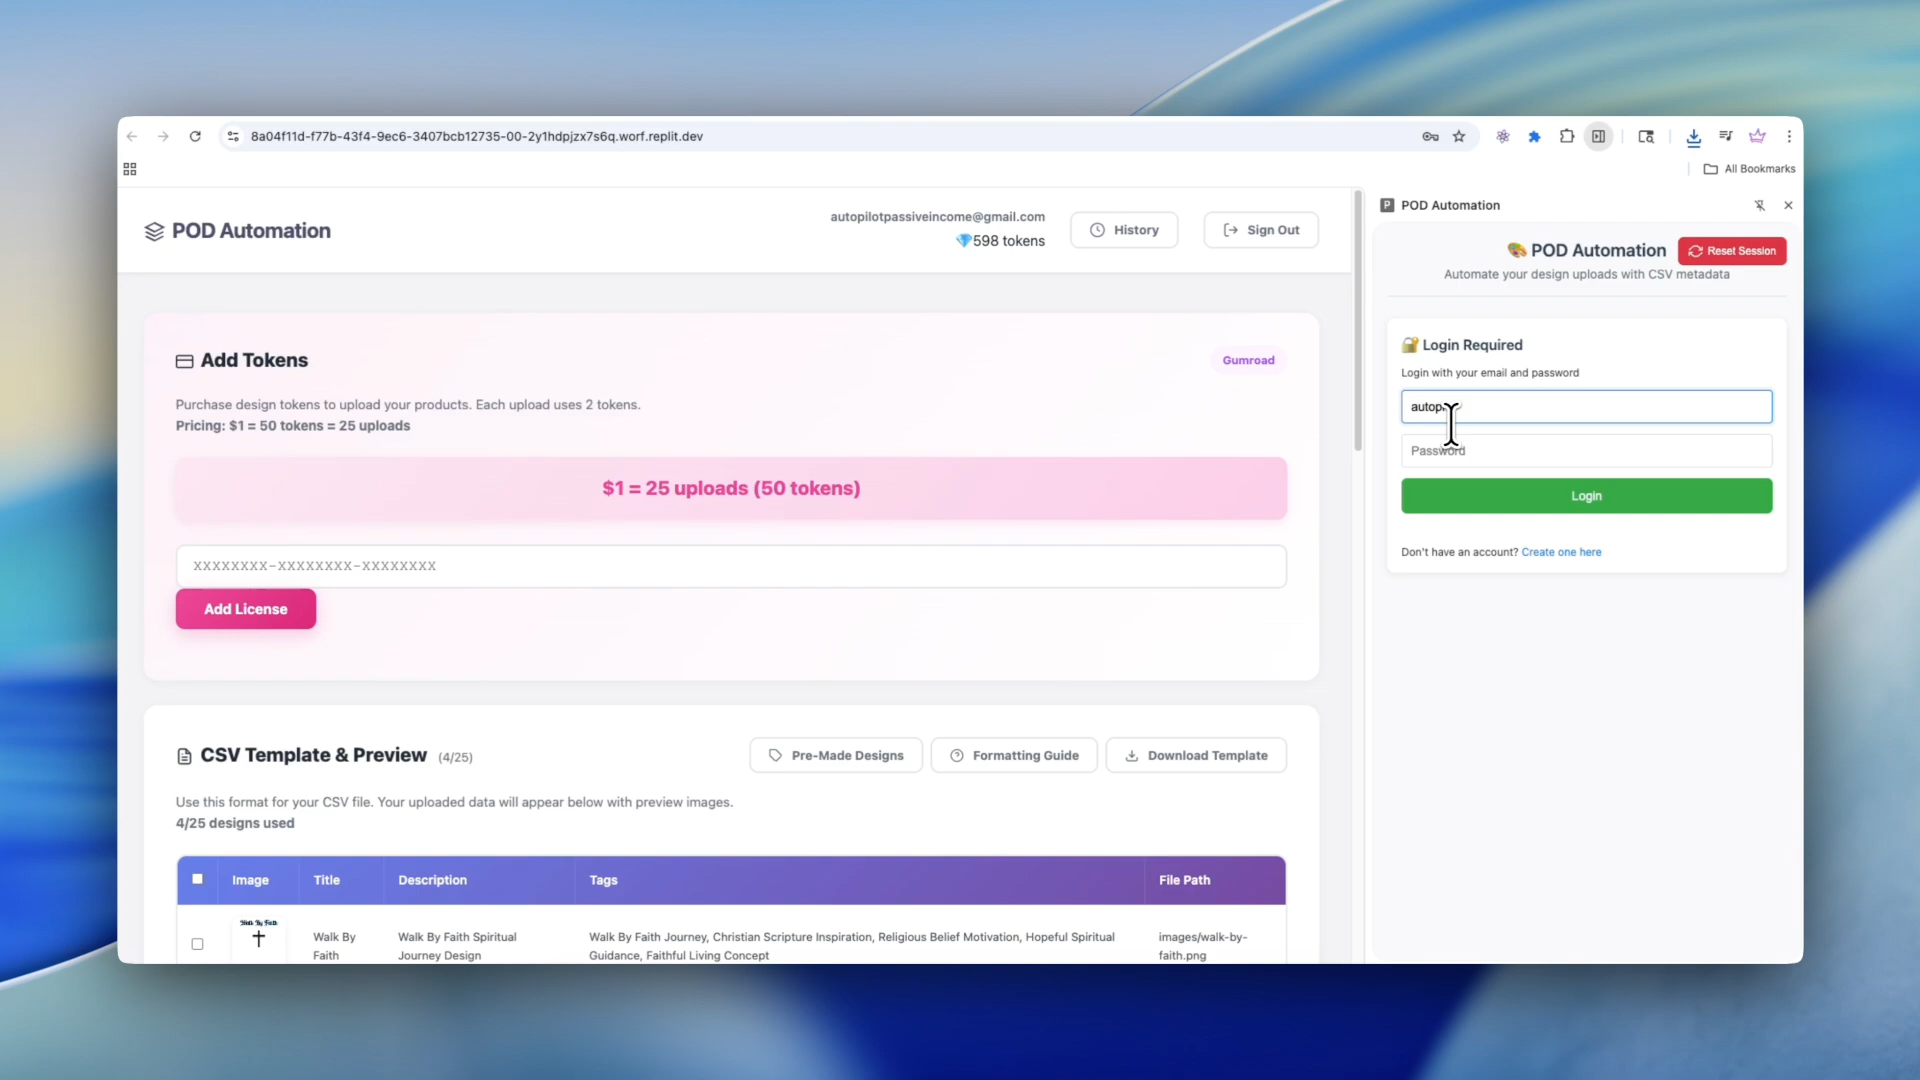 8a04f11d-f77b-43f4-9ec6-3407bcb12735-00-2y1hdpjzx7s6q.worf.replit.dev
All Bookmarks
POD Automation
autopilotpassiveincome@gmail.com
598 tokens
History
Sign Out
Add Tokens
Gumroad
Purchase design tokens to upload your products. Each upload uses 2 tokens.
Pricing: $1 = 50 tokens = 25 uploads
$1 = 25 uploads (50 tokens)
XXXXXXXX-XXXXXXXX-XXXXXXXX
Add License
CSV Template & Preview (4/25)
Pre-Made Designs
Formatting Guide
Download Template
Use this format for your CSV file. Your uploaded data will appear below with preview images.
4/25 designs used
Image Title Description Tags File Path
Walk By Faith
Walk By
Faith
Walk By Faith Spiritual
Journey Design
Walk By Faith Journey, Christian Scripture Inspiration, Religious Belief Motivation, Hopeful Spiritual
Guidance, Faithful Living Concept
images/walk-by-
faith.png
P POD Automation
POD Automation
Reset Session
Automate your design uploads with CSV metadata
Login Required
Login with your email and password
Password
Login
Don't have an account? Create one here